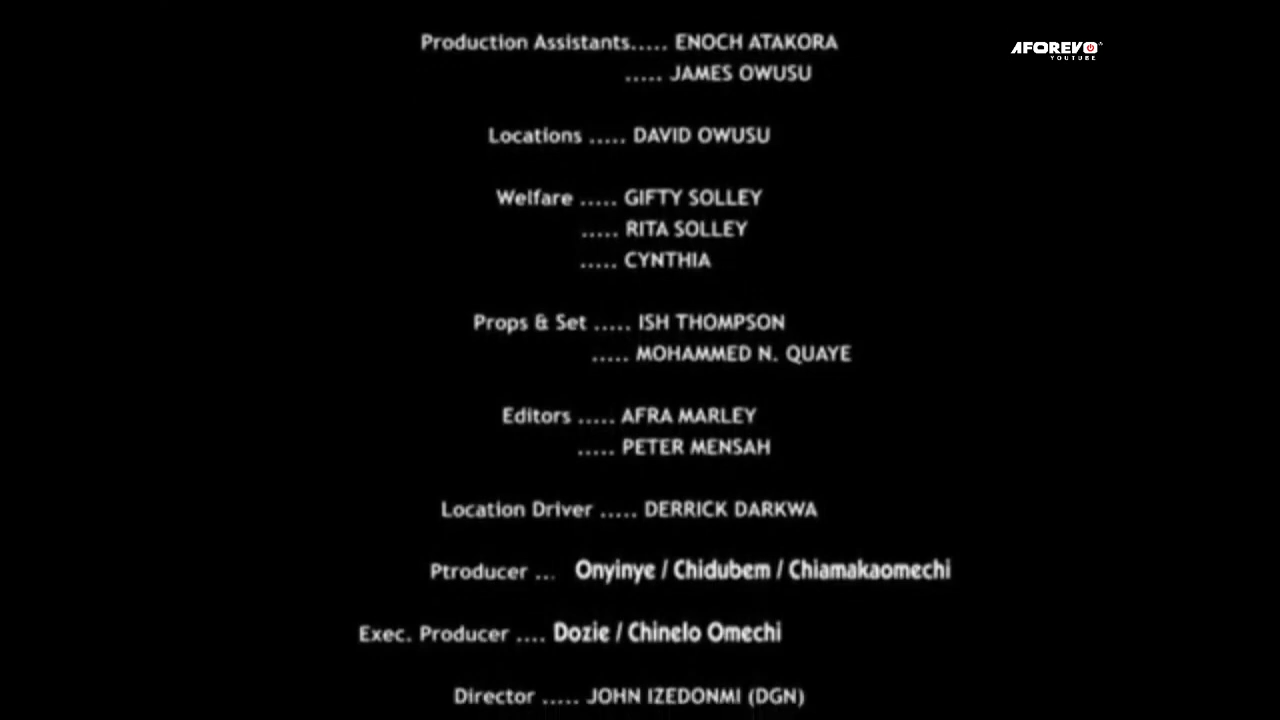 Production Assistants..... ENOCH ATAKORA
AFOREVO
YOUTUBE
..... JAMES OWUSU
Locations ..... DAVID OWUSU
Welfare ..... GIFTY SOLLEY
..... RITA SOLLEY
..... CYNTHIA
Props & Set ..... ISH THOMPSON
..... MOHAMMED N. QUAYE
Editors ..... AFRA MARLEY
..... PETER MENSAH
Location Driver ..... DERRICK DARKWA
Ptroducer ... Onyinye / Chidubem / Chiamakaomechi
Exec. Producer .... Dozie / Chinelo Omechi
Director ..... JOHN IZEDONMI (DGN)